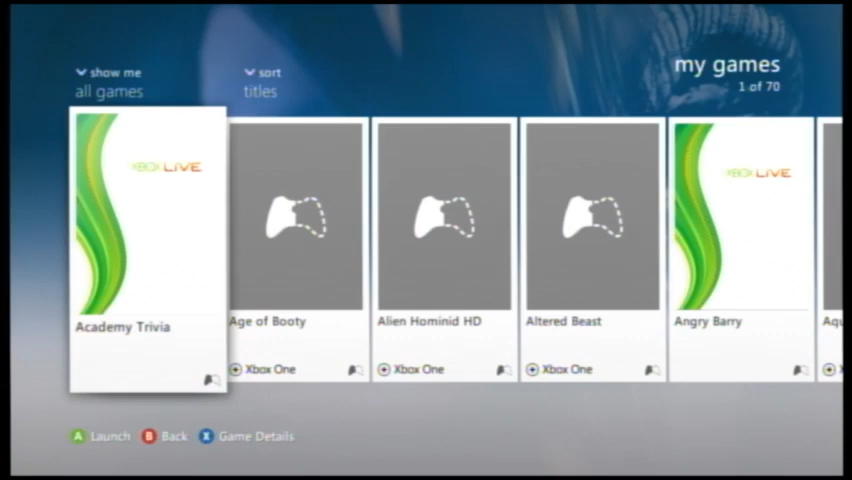 show me
all games
sort
titles
my games
1 of 70
XBOX LIVE
Academy Trivia
Age of Booty
Xbox One
Alien Hominid HD
Xbox One
Altered Beast
Xbox One
XBOX LIVE
Angry Barry
Aqu
X
A Launch B Back X Game Details